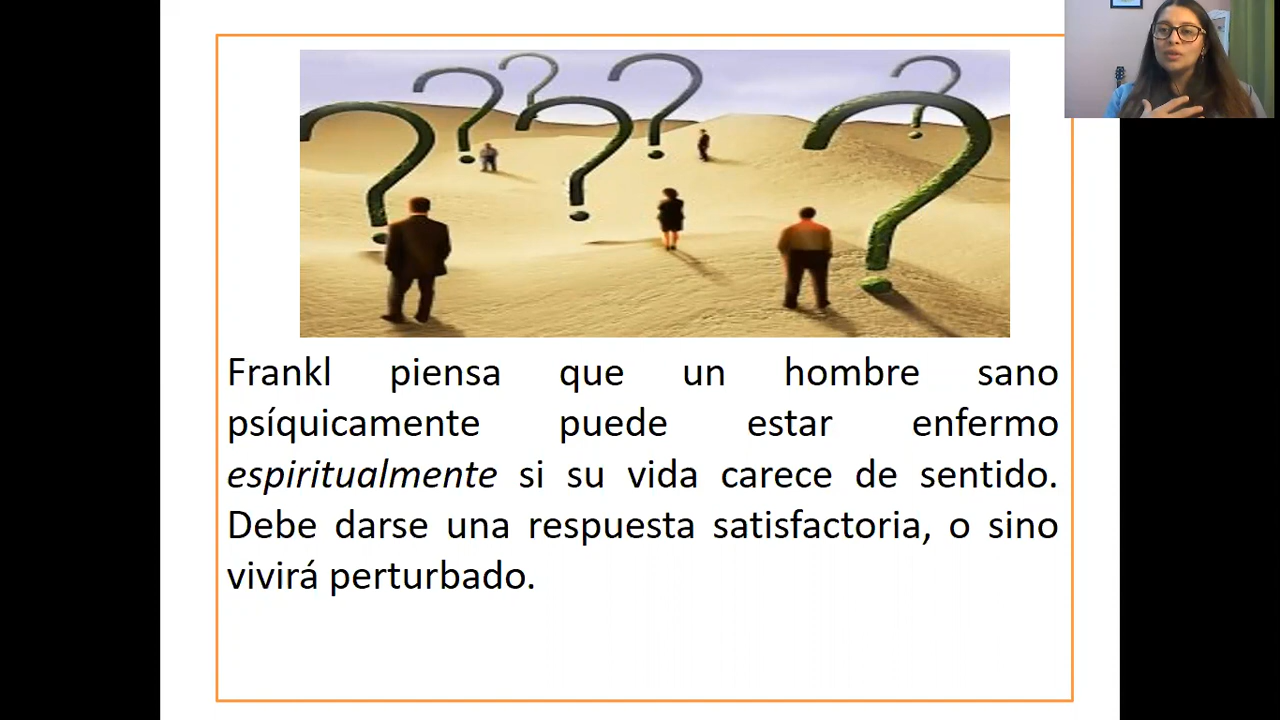 Frankl piensa que un hombre sano
psíquicamente puede estar enfermo
espiritualmente si su vida carece de sentido.
Debe darse una respuesta satisfactoria, o sino
vivirá perturbado.